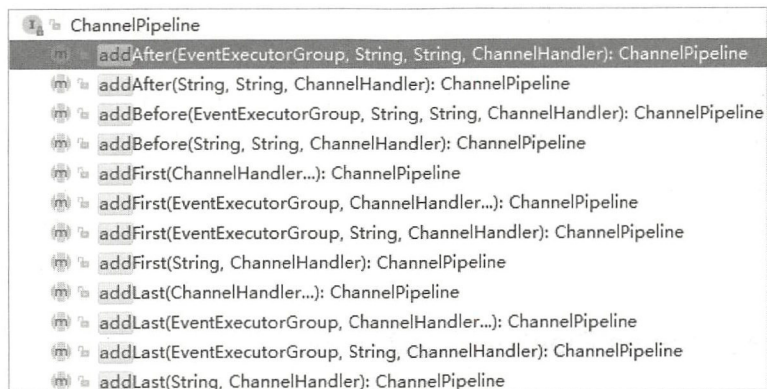 ChannelPipeline
addAfter(EventExecutorGroup, String, String, ChannelHandler): ChannelPipeline
addAfter(String, String, ChannelHandler): ChannelPipeline
addBefore(EventExecutorGroup, String, String, ChannelHandler): ChannelPipeline
addBefore(String, String, ChannelHandler): ChannelPipeline
addFirst(ChannelHandler...): ChannelPipeline
addFirst(EventExecutorGroup, ChannelHandler...): ChannelPipeline
addFirst(EventExecutorGroup, String, ChannelHandler): ChannelPipeline
addFirst(String, ChannelHandler): ChannelPipeline
addLast(ChannelHandler...): ChannelPipeline
addLast(EventExecutorGroup, ChannelHandler...): ChannelPipeline
addLast(EventExecutorGroup, String, ChannelHandler): ChannelPipeline
addLast(String, ChannelHandler): ChannelPipeline